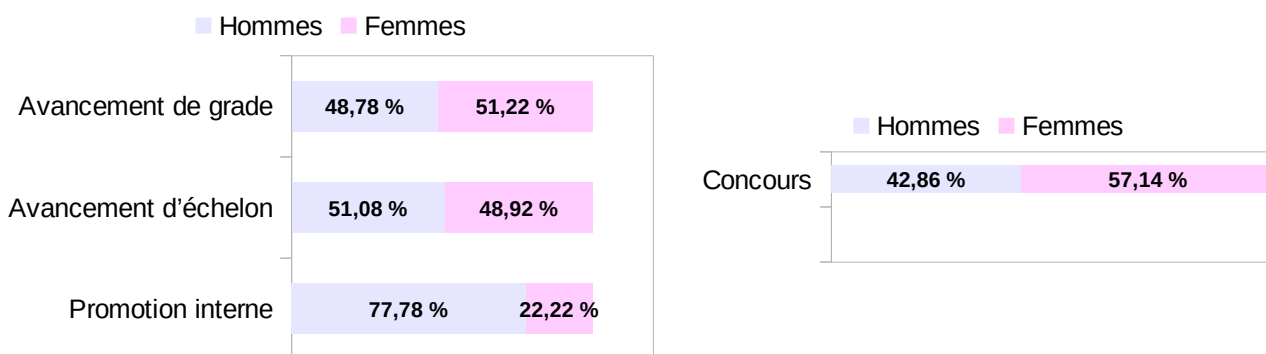 Hommes Femmes
Avancement de grade 48,78 % 51,22 %
Avancement d’échelon 51,08 % 48,92 %
Promotion interne 77,78 % 22,22 %
Hommes Femmes
Concours 42,86 % 57,14 %